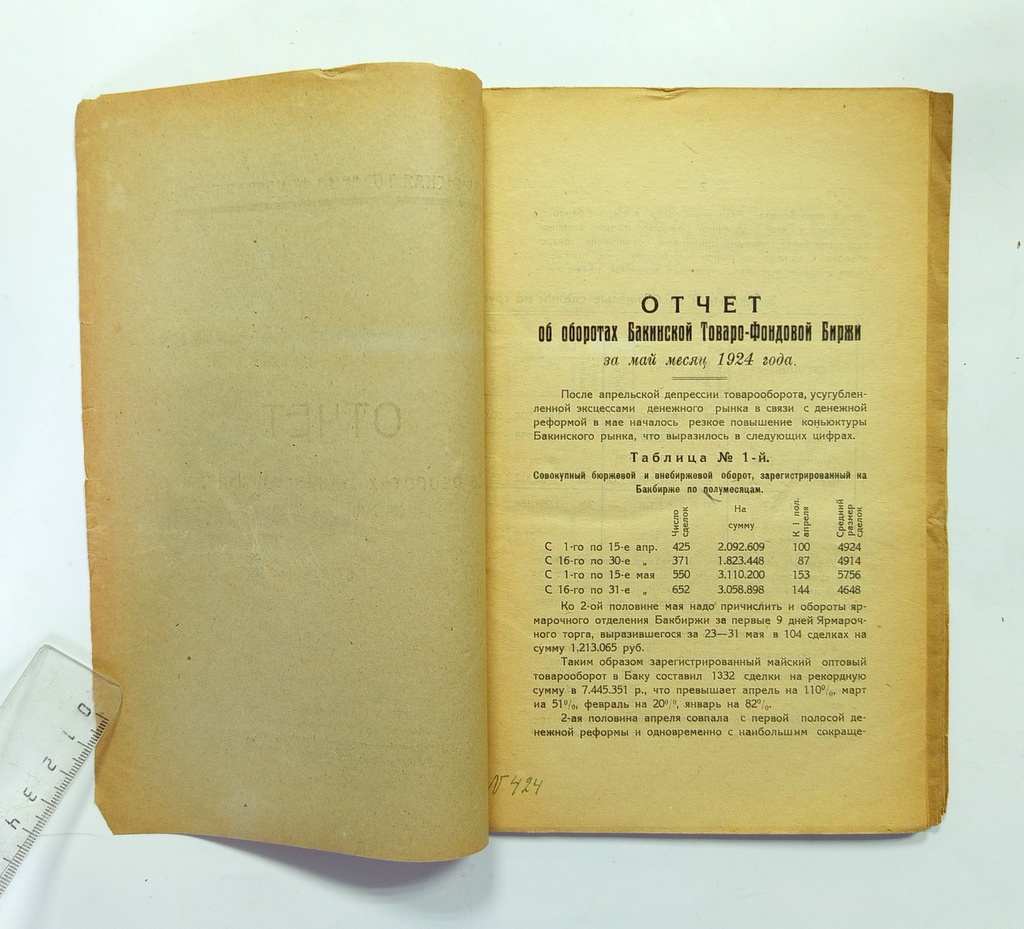 ОТЧЕТ
об оборотах Бакинской Товаро-Фондовой Биржи
за май месяц 1924 года.
После апрельской депрессии товарооборота, усугублен-
ленной эксцессами денежного рынка в связи с денежной
реформой в мае началось резкое повышение коньюктуры
Бакинского рынка, что выразилось в следующих цифрах.
Таблица № 1-й.
Совокупный бюржевой и внебиржевой оборот, зарегистрированный на
Бакбирже по полумесяцам.
Число сделок На сумму К 1 пол. апреля Средний размер сделок
С 1-го по 15-е апр. 425 2.092.609 100 4924
С 16-го по 30-е „ 371 1.823.448 87 4914
С 1-го по 15-е мая 550 3.110.200 153 5756
С 16-го по 31-е „ 652 3.058.898 144 4648
Ко 2-ой половине мая надо причислить и обороты яр-
марочного отделения Бакбиржи за первые 9 дней Ярмароч-
ного торга, выразившегося за 23—31 мая в 104 сделках на
сумму 1,213.065 руб.
Таким образом зарегистрированный майский оптовый
товарооборот в Баку составил 1332 сделки на рекордную
сумму в 7.445.351 р., что превышает апрель на 110%, март
иа 51%, февраль на 20%, январь на 82%.
2-ая половина апреля совпала с первой полосой де-
нежной реформы и одновременно с наибольшим сокраще-
№ 424
0 1 2 3 4